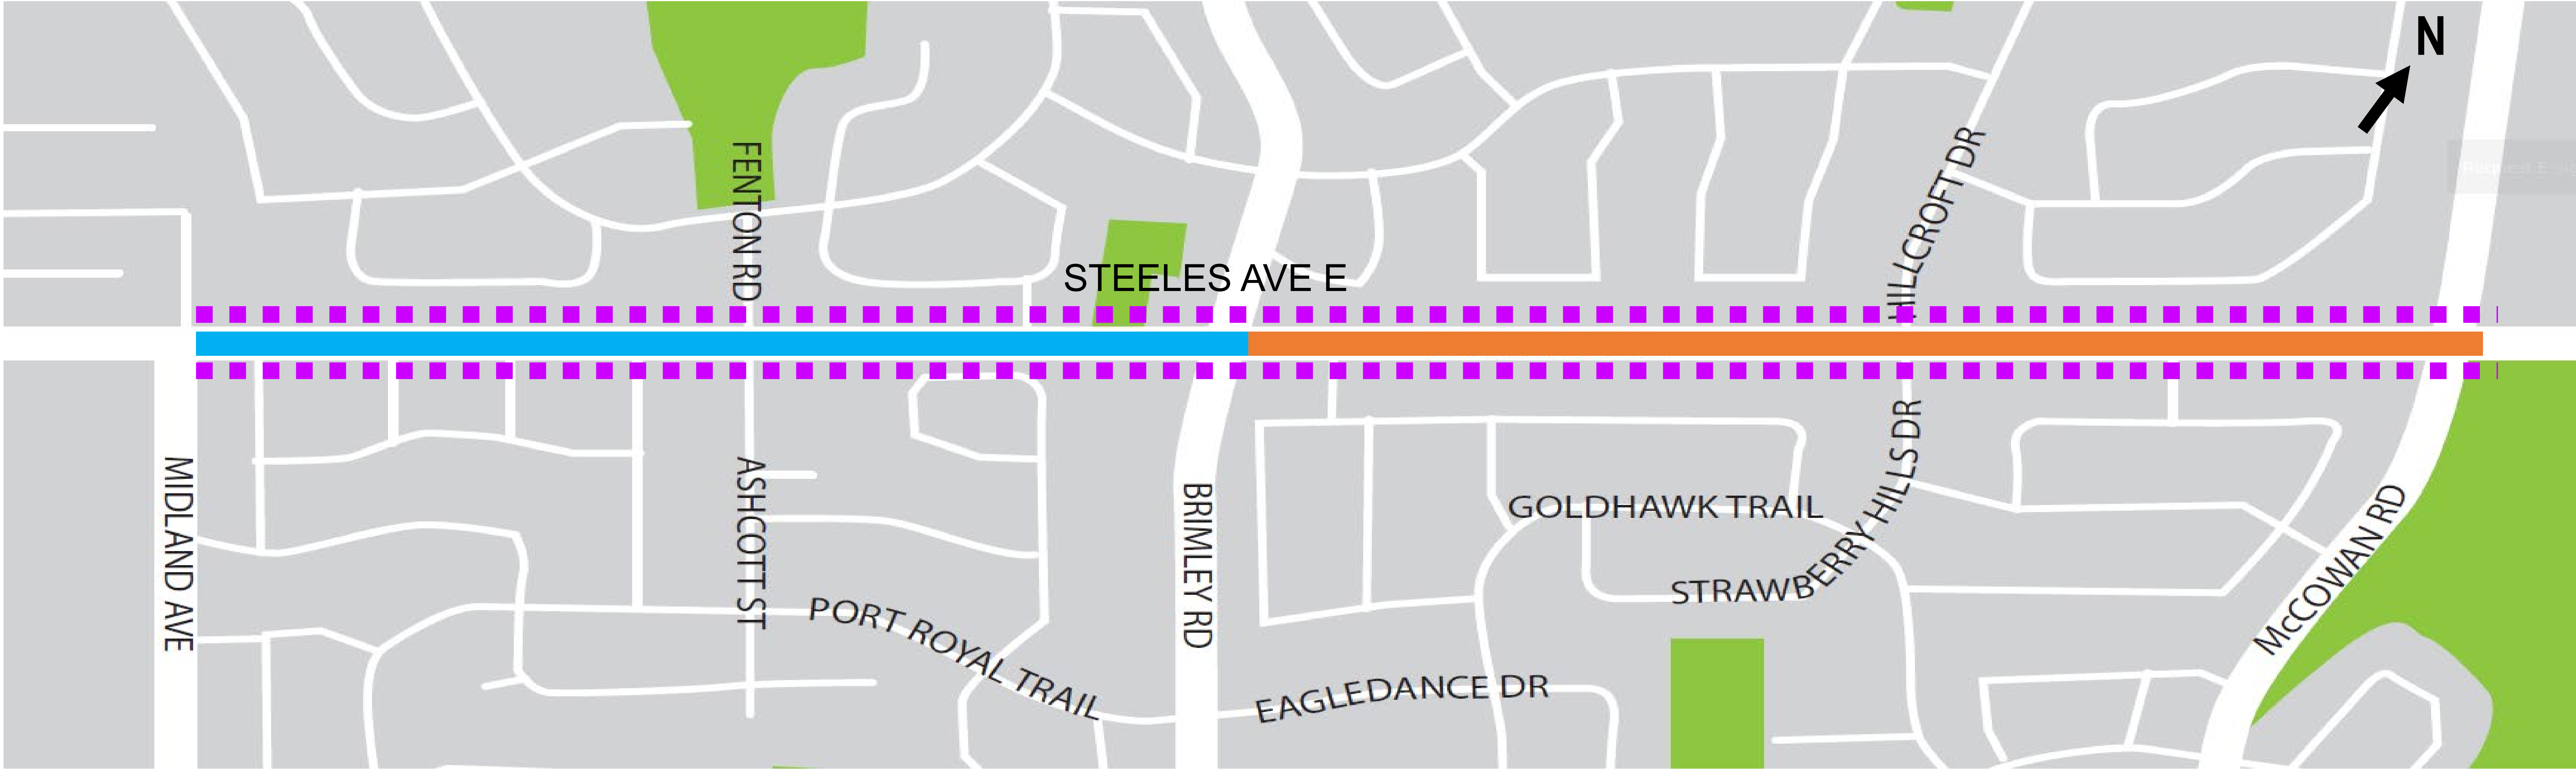 N
FENTON RD
HILLCROFT DR
STEELES AVE E
MIDLAND AVE
ASHCOTT ST
BRIMLEY RD
GOLDHAWK TRAIL
STRAWBERRY HILLS DR
McCOWAN RD
PORT ROYAL TRAIL
EAGLEDANCE DR